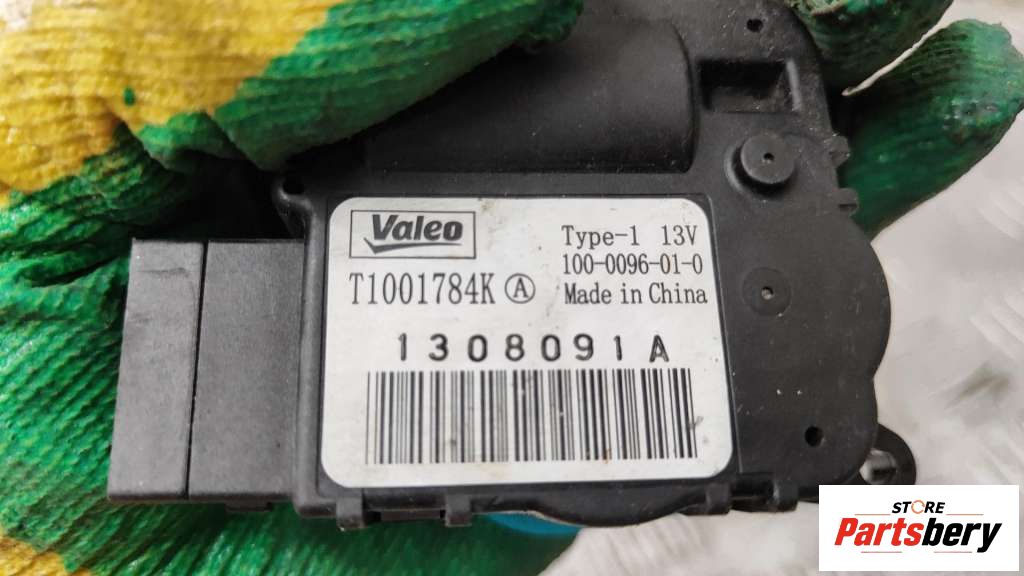 Valeo
Type-1 13V
100-0096-01-0
T1001784K Ⓐ
Made in China
1308091A
STORE
Partsbery